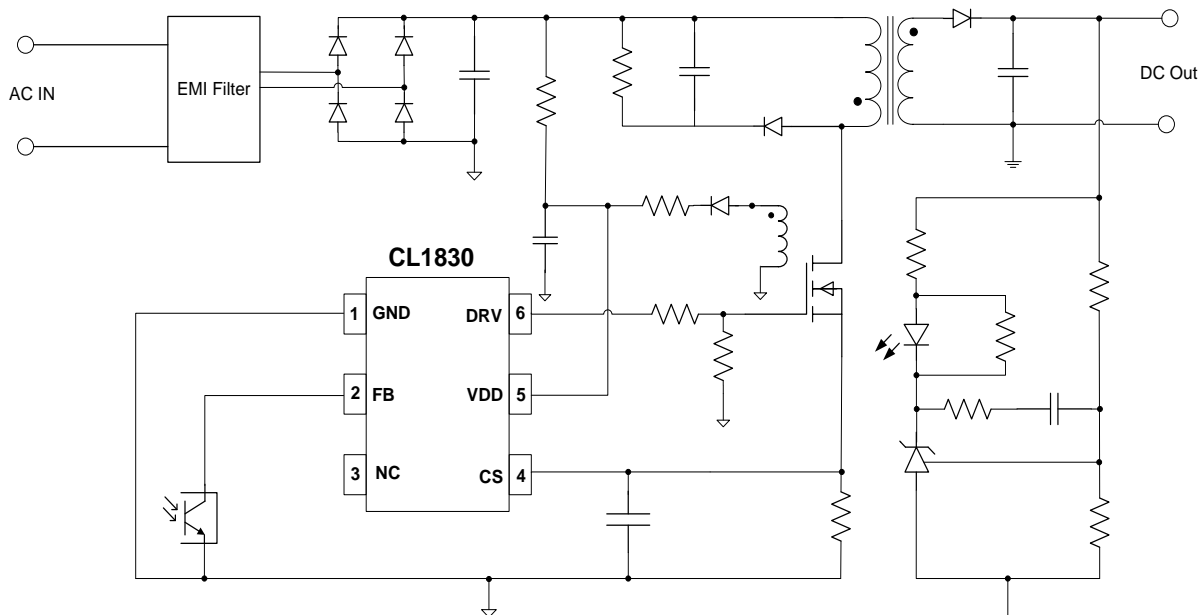 AC IN
EMI Filter
DC Out
CL1830
1 GND
DRV 6
2 FB
VDD 5
3 NC
CS 4